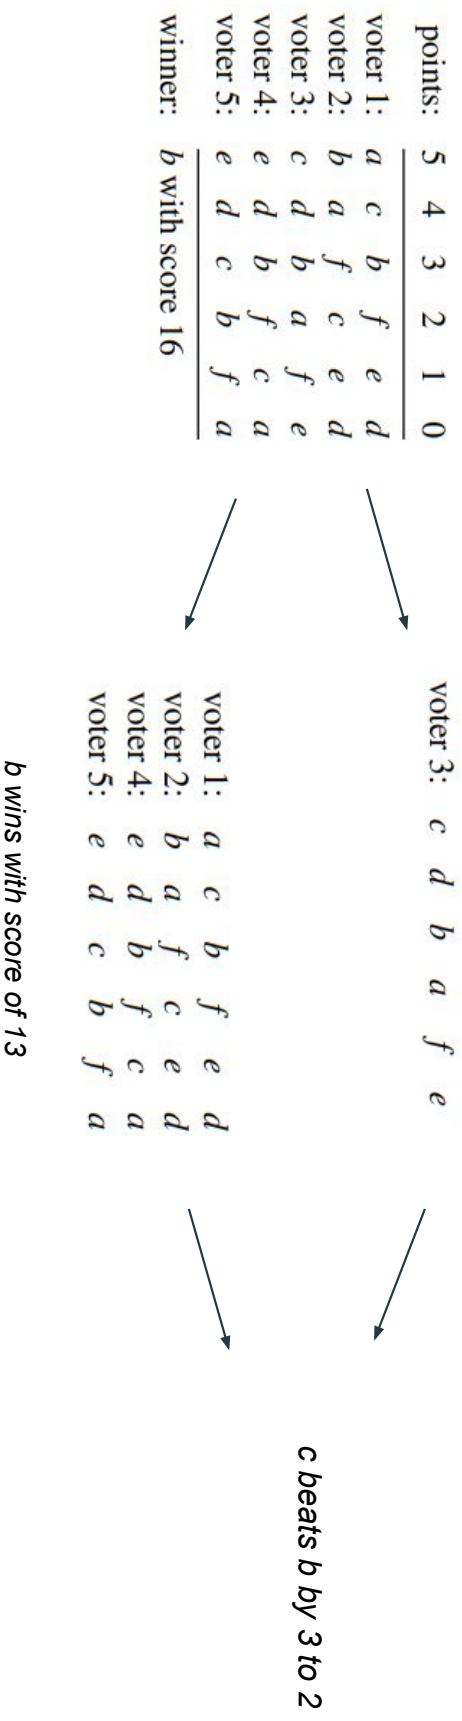 points: 5 4 3 2 1 0
voter 1: a c b f e d
voter 2: b a f c e d
voter 3: c d b a f e
voter 4: e d b f c a
voter 5: e d c b f a
winner: b with score 16
voter 3: c d b a f e
voter 1: a c b f e d
voter 2: b a f c e d
voter 4: e d b f c a
voter 5: e d c b f a
b wins with score of 13
c beats b by 3 to 2